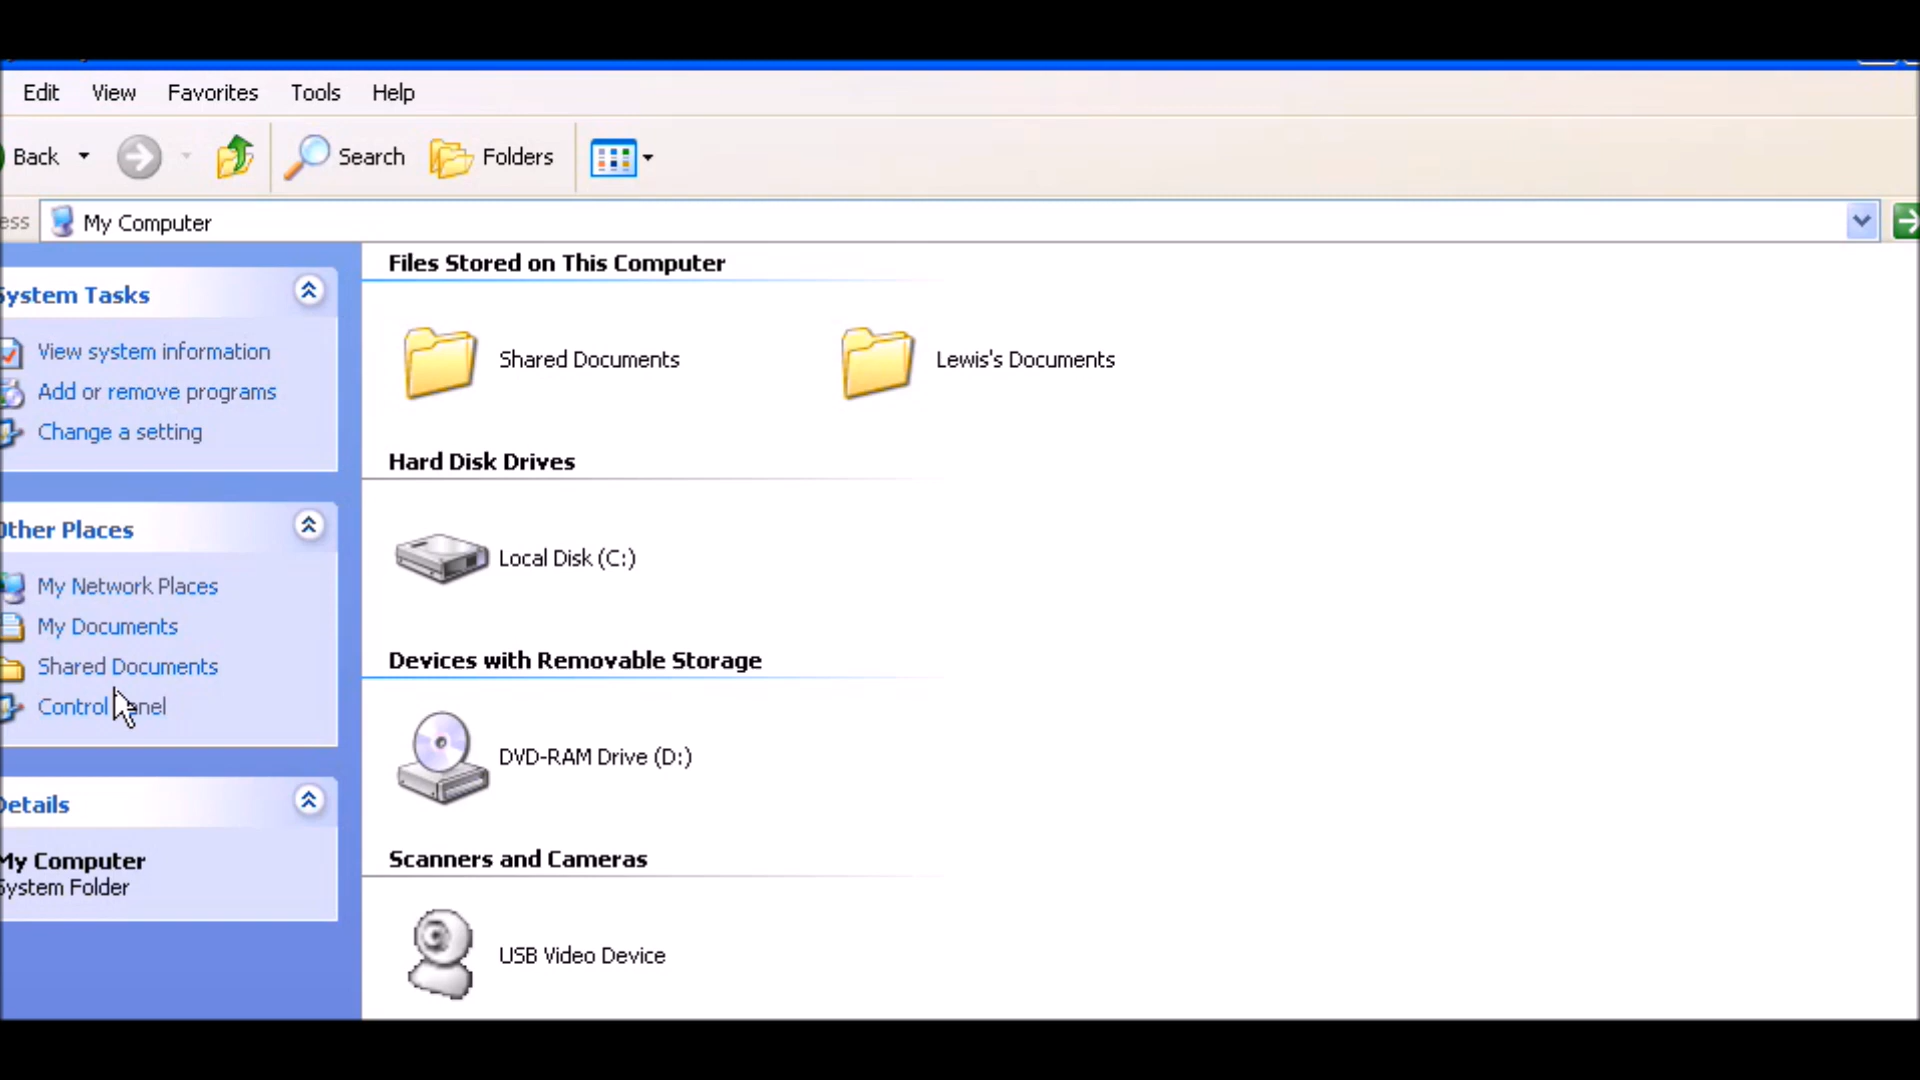 Edit View Favorites Tools Help
Back Search Folders
ess My Computer
System Tasks
View system information
Add or remove programs
Change a setting
Other Places
My Network Places
My Documents
Shared Documents
Control Panel
Details
My Computer
System Folder
Files Stored on This Computer
Shared Documents Lewis's Documents
Hard Disk Drives
Local Disk (C:)
Devices with Removable Storage
DVD-RAM Drive (D:)
Scanners and Cameras
USB Video Device